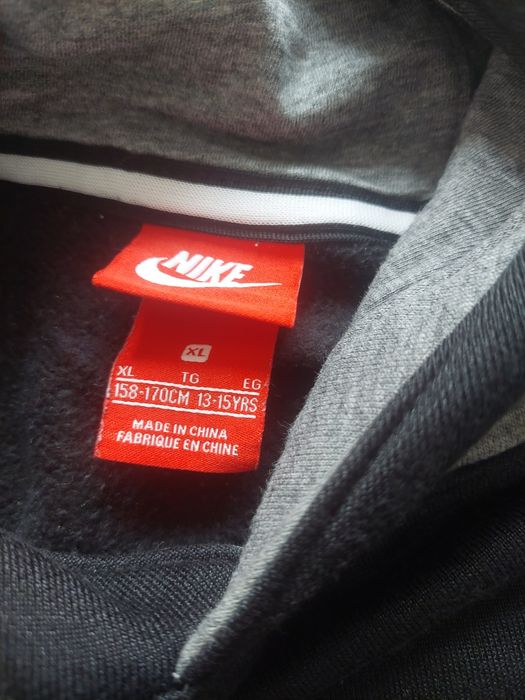 NIKE
XL
XL TG EG
158-170CM 13-15YRS
MADE IN CHINA
FABRIQUE EN CHINE